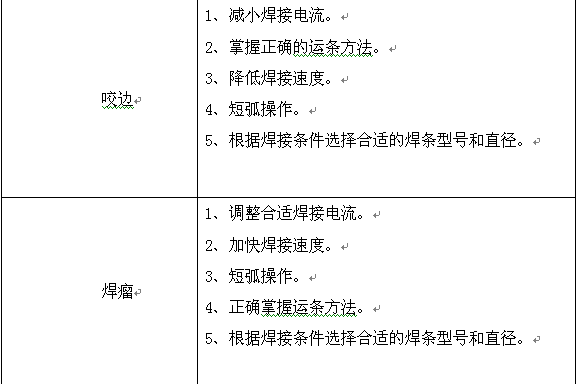 1、减小焊接电流。
2、掌握正确的运条方法。
3、降低焊接速度。
咬边
4、短弧操作。
5、根据焊接条件选择合适的焊条型号和直径。
1、调整合适焊接电流。
2、加快焊接速度。
3、短弧操作。
焊瘤
4、正确掌握运条方法。
5、根据焊接条件选择合适的焊条型号和直径。